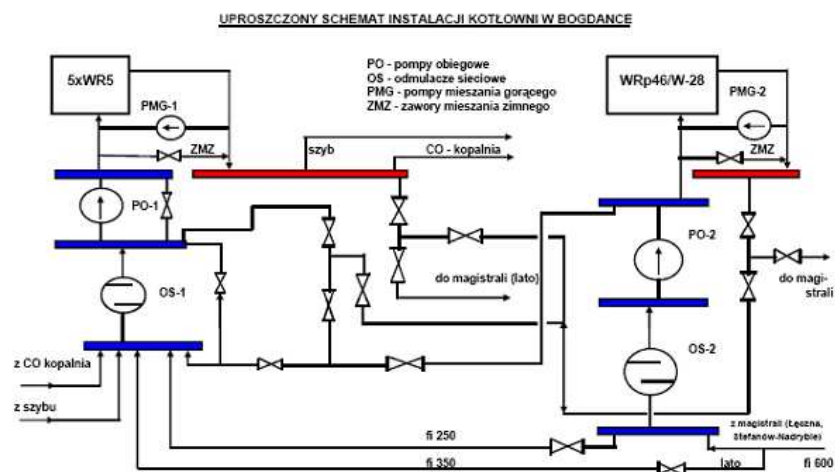 UPROSZCZONY SCHEMAT INSTALACJI KOTŁOWNI W BOGDANCE
5xWR5
PMG-1
ZMZ
PO - pompy obiegowe
OS - odmulacze sieciowe
PMG - pompy mieszania gorącego
ZMZ - zawory mieszania zimnego
WRp46/W-28
PMG-2
ZMZ
szyb
CO - kopalnia
PO-1
PO-2
OS-1
do magistrali (lato)
do magi-
strali
OS-2
z CO kopalnia
z szybu
z magistrali (Łęczna,
Stefanów-Nadrybie)
fi 250
fi 350
lato
fi 600